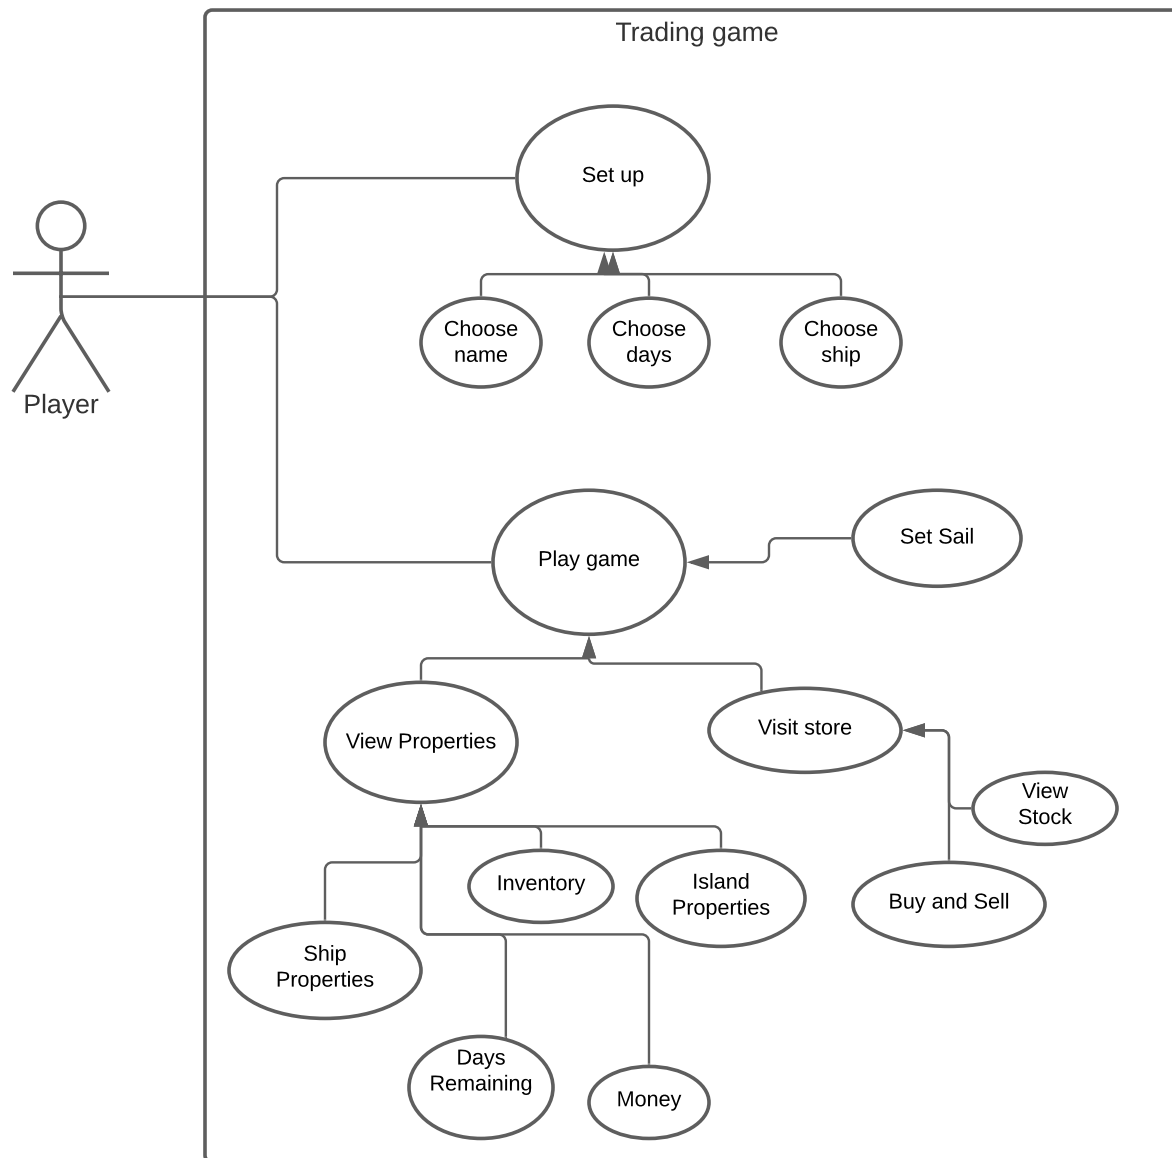 Trading game
Set up
Choose
name
Choose
days
Choose
ship
Player
Play game
Set Sail
View Properties
Visit store
View
Stock
Inventory
Island
Properties
Buy and Sell
Ship
Properties
Days
Remaining
Money